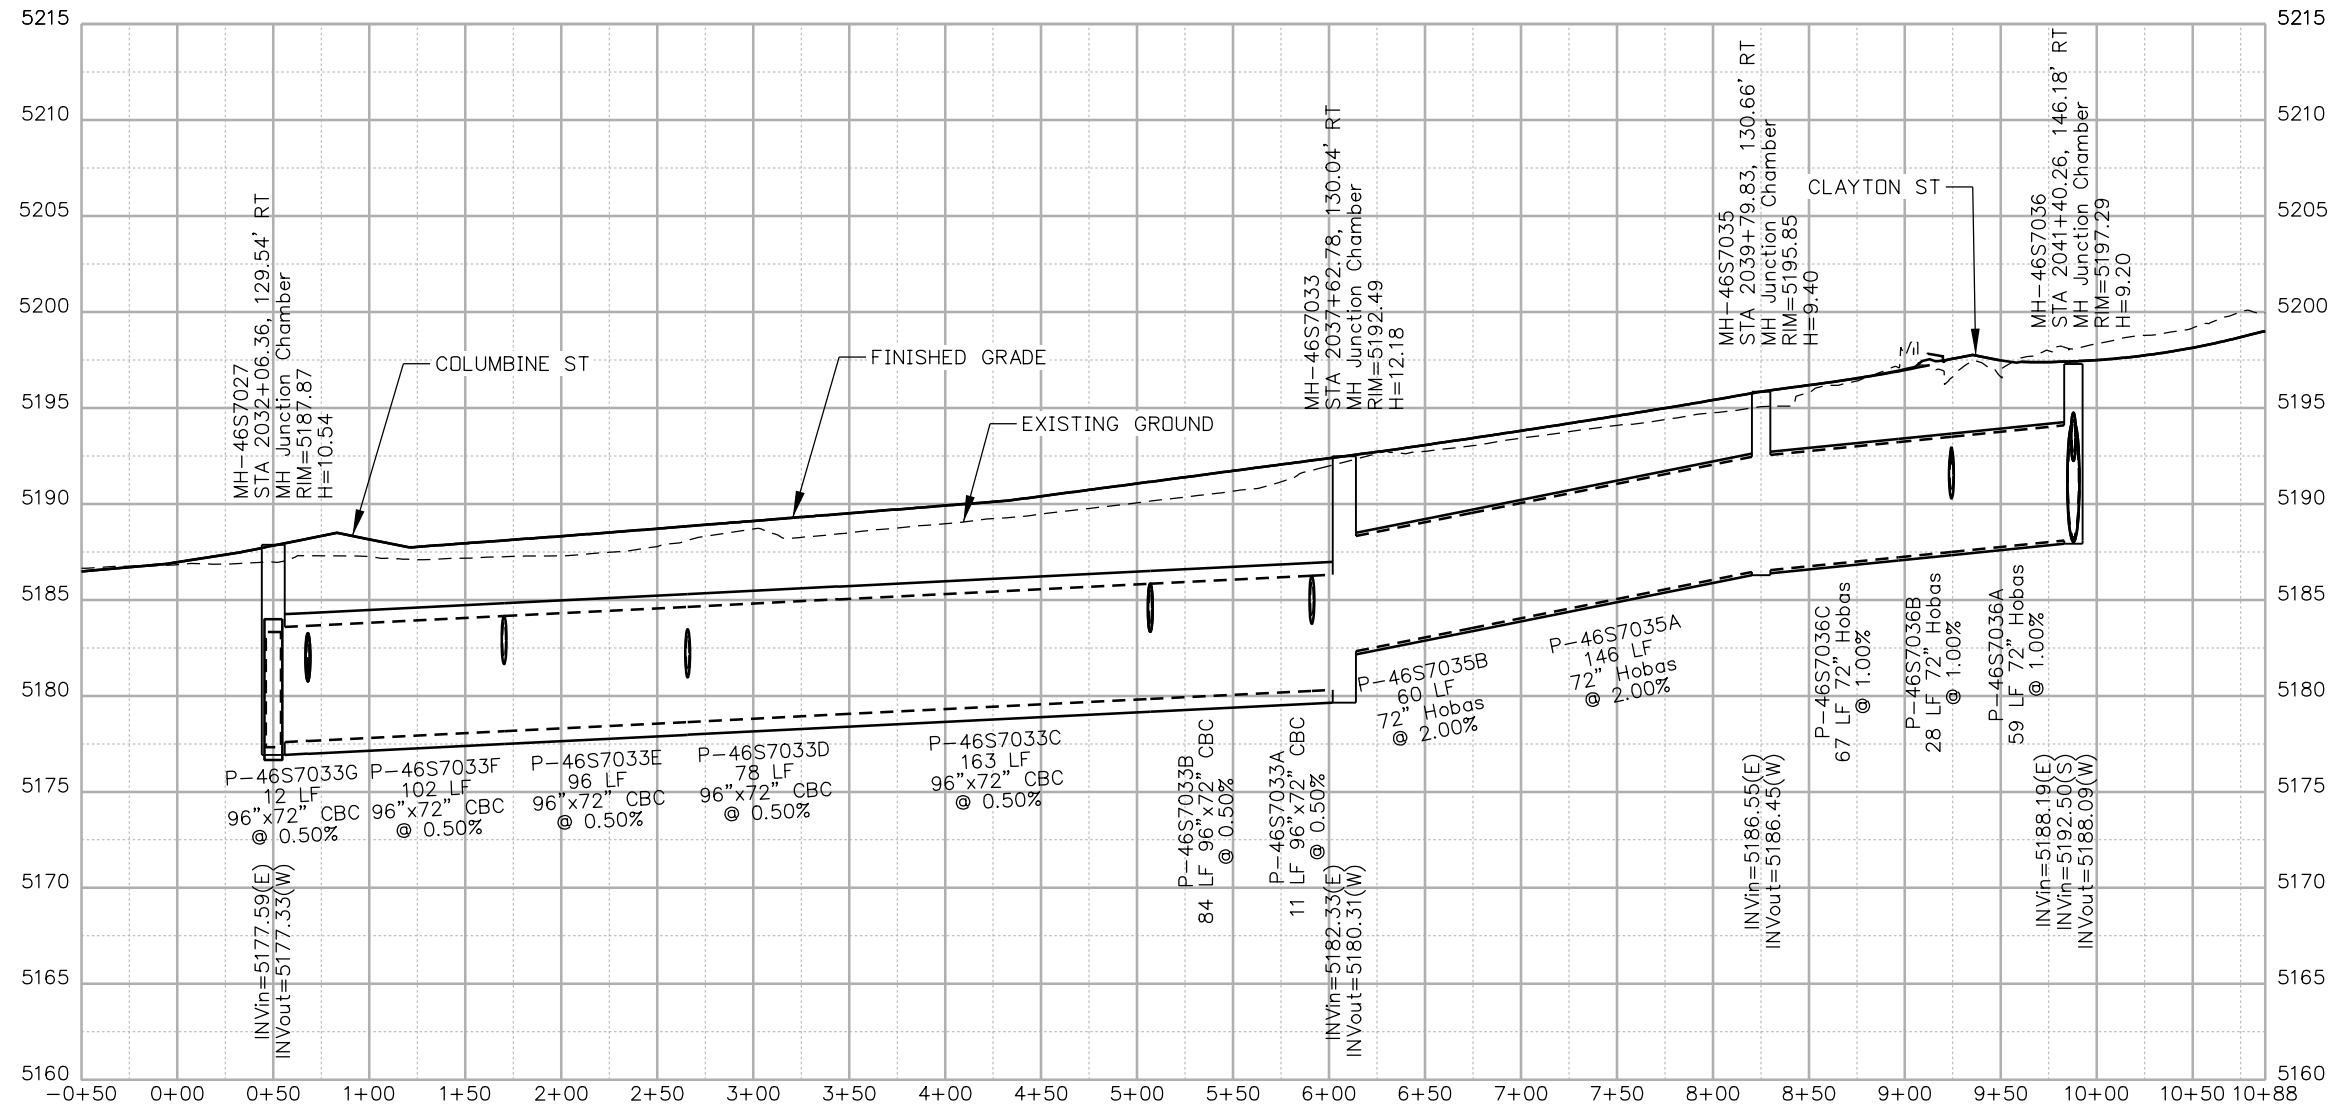 5215
5210
5205
5200
5195
5190
5185
5180
5175
5170
5165
5160
MH-46S7027
STA 2032+06.36, 129.54' RT
MH Junction Chamber
RIM=5187.87
H=10.54
COLUMBINE ST
FINISHED GRADE
EXISTING GROUND
MH-46S7033
STA 2037+62.78, 130.04' RT
MH Junction Chamber
RIM=5192.49
H=12.18
MH-46S7035
STA 2039+79.83, 130.66' RT
MH Junction Chamber
RIM=5195.85
H=9.40
CLAYTON ST
MH-46S7036
STA 2041+40.26, 146.18' RT
MH Junction Chamber
RIM=5197.29
H=9.20
P-46S7033G
12 LF
96"x72" CBC
@ 0.50%
P-46S7033F
102 LF
96"x72" CBC
@ 0.50%
P-46S7033E
96 LF
96"x72" CBC
@ 0.50%
P-46S7033D
78 LF
96"x72" CBC
@ 0.50%
P-46S7033C
163 LF
96"x72" CBC
@ 0.50%
P-46S7033B
84 LF 96"x72" CBC
@ 0.50%
P-46S7033A
11 LF 96"x72" CBC
@ 0.50%
P-46S7035B
60 LF
72" Hobas
@ 2.00%
P-46S7035A
146 LF
72" Hobas
@ 2.00%
P-46S7036C
67 LF 72" Hobas
@ 1.00%
P-46S7036B
28 LF 72" Hobas
@ 1.00%
P-46S7036A
59 LF 72" Hobas
@ 1.00%
INVin=5177.59(E)
INVout=5177.33(W)
INVin=5182.33(E)
INVout=5180.31(W)
INVin=5186.55(E)
INVout=5186.45(W)
INVin=5188.19(E)
INVin=5192.50(S)
INVout=5188.09(W)
5215
5210
5205
5200
5195
5190
5185
5180
5175
5170
5165
5160
-0+50 0+00 0+50 1+00 1+50 2+00 2+50 3+00 3+50 4+00 4+50 5+00 5+50 6+00 6+50 7+00 7+50 8+00 8+50 9+00 9+50 10+00 10+50 10+88